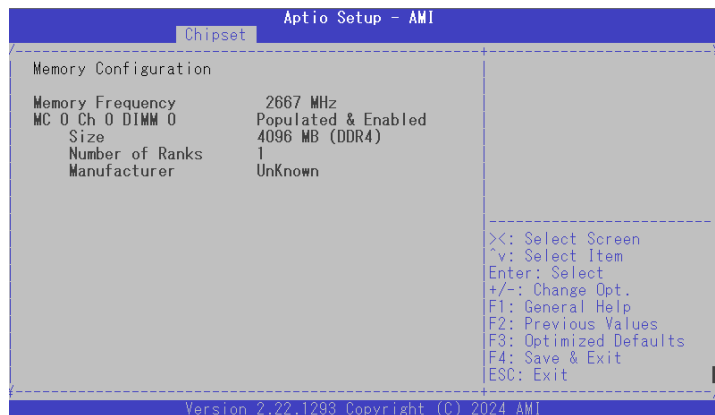 Aptio Setup - AMI
Chipset
Memory Configuration
Memory Frequency 2667 MHz
MC 0 Ch 0 DIMM 0 Populated & Enabled
Size 4096 MB (DDR4)
Number of Ranks 1
Manufacturer UnKnown
><: Select Screen
^v: Select Item
Enter: Select
+/-: Change Opt.
F1: General Help
F2: Previous Values
F3: Optimized Defaults
F4: Save & Exit
ESC: Exit
Version 2.22.1293 Copyright (C) 2024 AMI